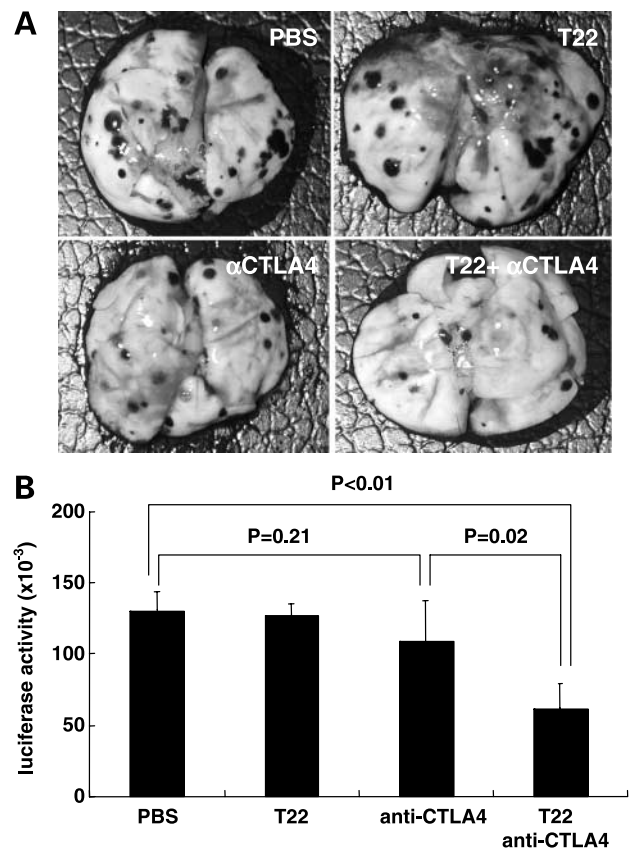 A
PBS
T22
αCTLA4
T22+ αCTLA4
B
P<0.01
P=0.21
P=0.02
luciferase activity (x10⁻³)
200
150
100
50
0
PBS
T22
anti-CTLA4
T22
anti-CTLA4